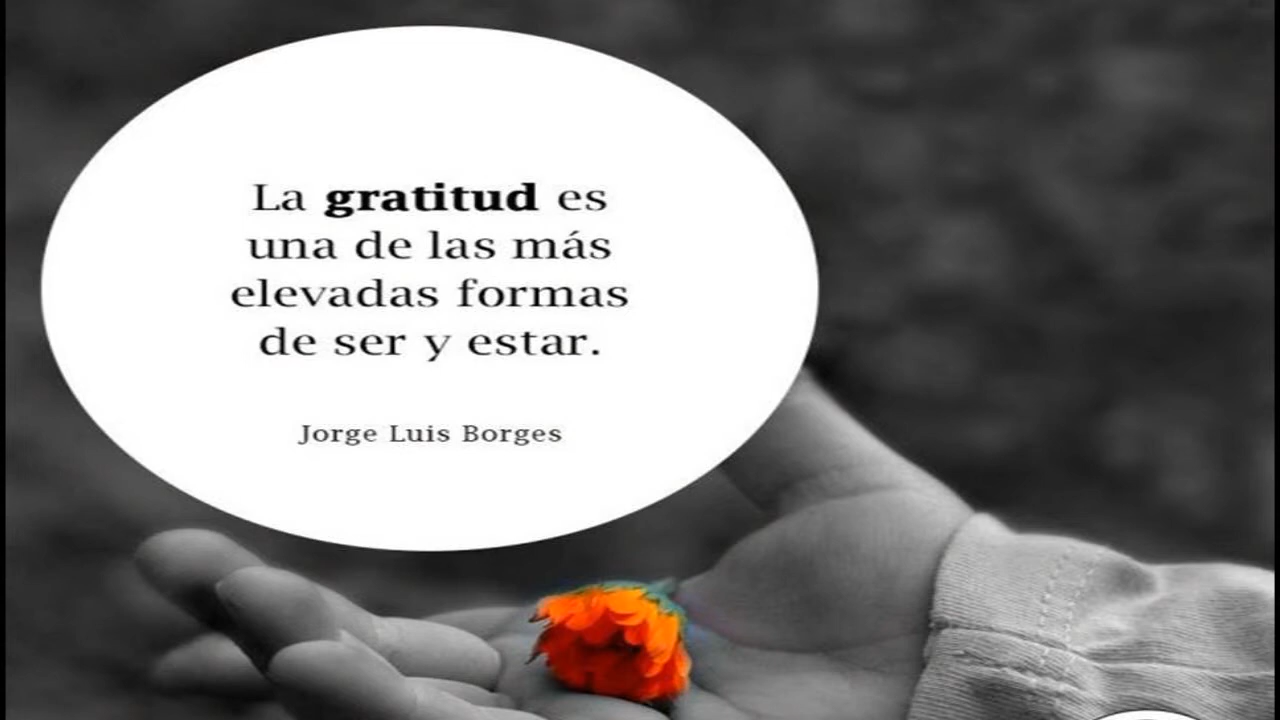 La gratitud es
una de las más
elevadas formas
de ser y estar.
Jorge Luis Borges